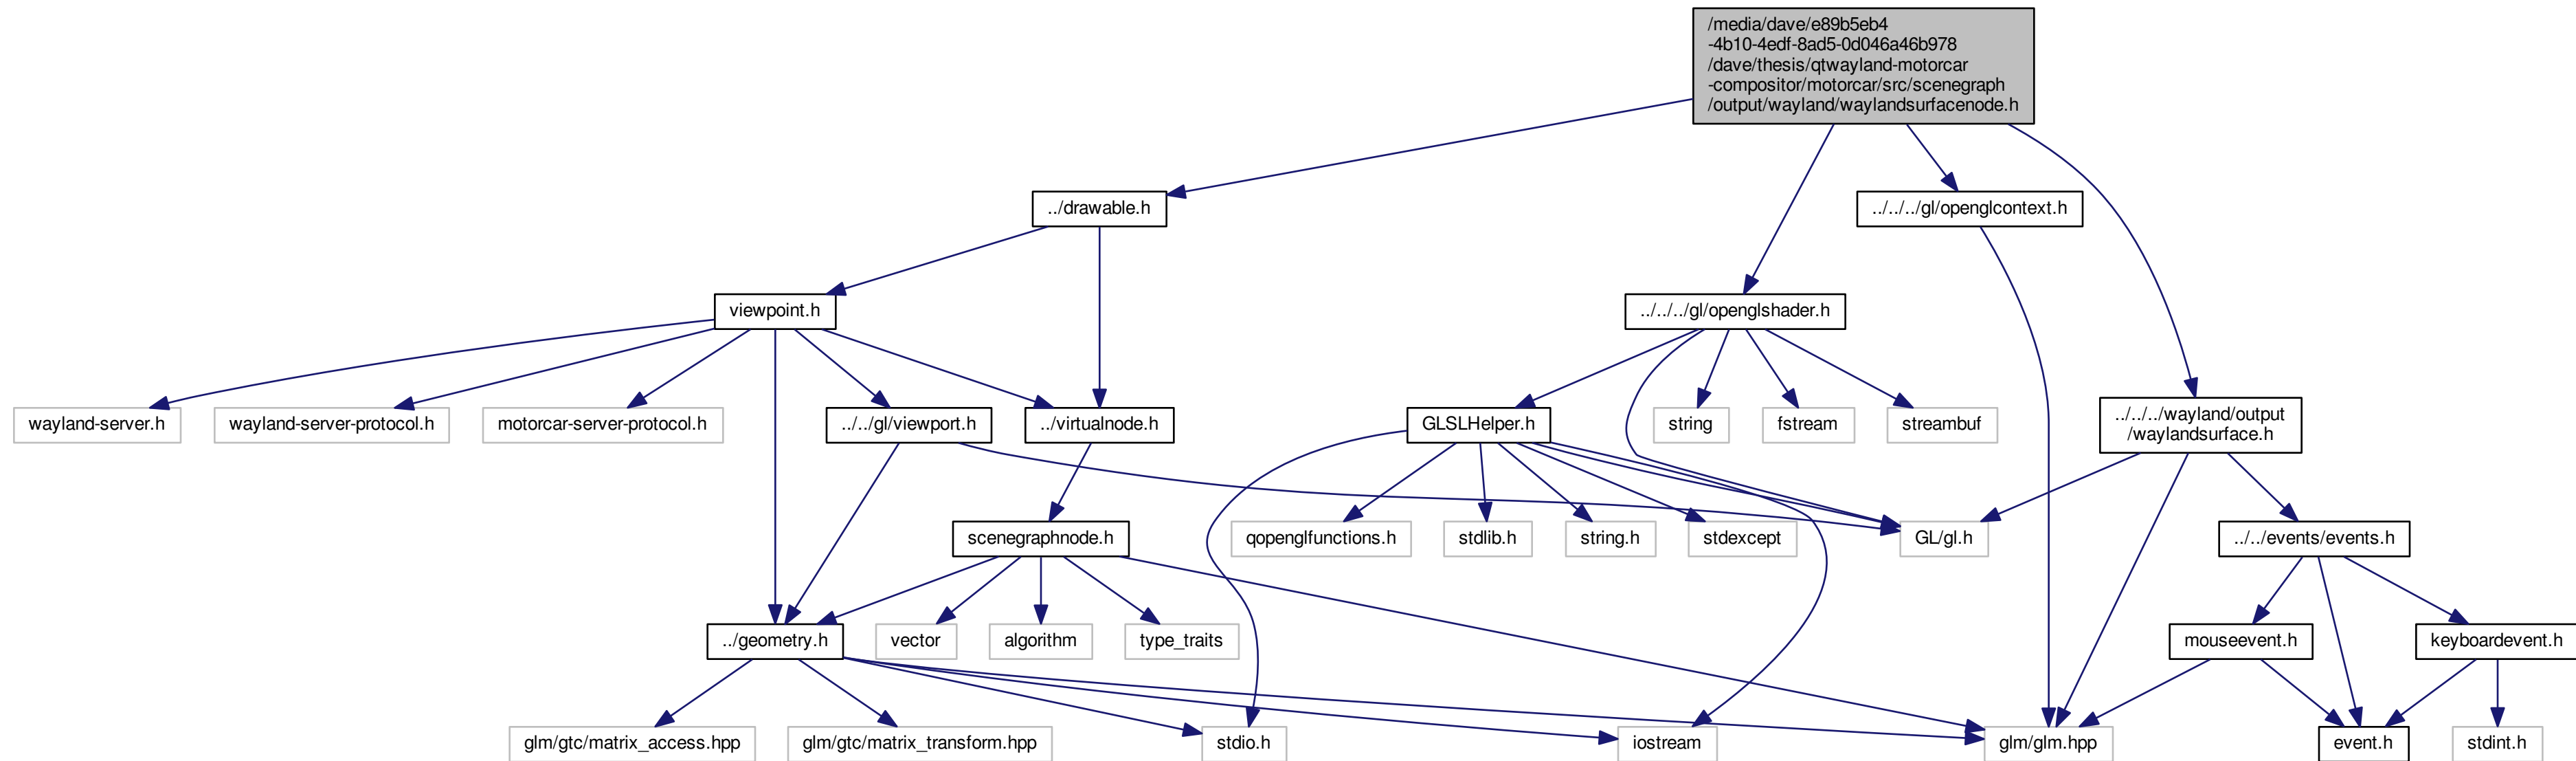 /media/dave/e89b5eb4
-4b10-4edf-8ad5-0d046a46b978
/dave/thesis/qtwayland-motorcar
-compositor/motorcar/src/scenegraph
/output/wayland/waylandsurfacenode.h
../drawable.h
../../../gl/openglcontext.h
viewpoint.h
../../../gl/openglshader.h
wayland-server.h
wayland-server-protocol.h
motorcar-server-protocol.h
../../gl/viewport.h
../virtualnode.h
GLSLHelper.h
string
fstream
streambuf
../../../wayland/output
/waylandsurface.h
scenegraphnode.h
qopenglfunctions.h
stdlib.h
string.h
stdexcept
GL/gl.h
../../events/events.h
../geometry.h
vector
algorithm
type_traits
mouseevent.h
keyboardevent.h
glm/gtc/matrix_access.hpp
glm/gtc/matrix_transform.hpp
stdio.h
iostream
glm/glm.hpp
event.h
stdint.h